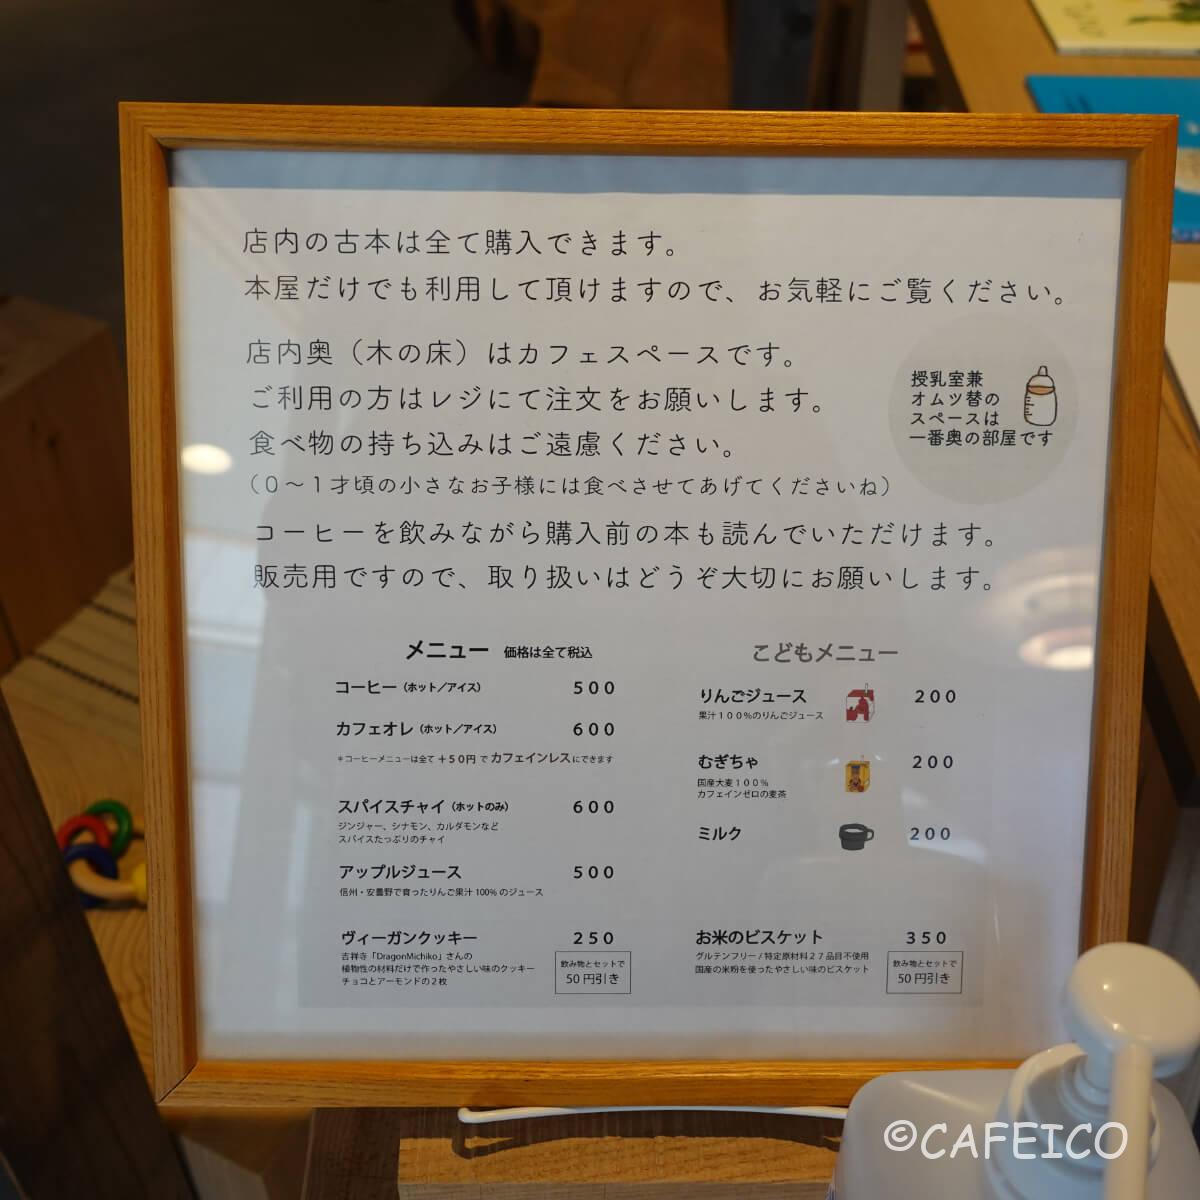 店内の古本は全て購入できます。
本屋だけでも利用して頂けますので、お気軽にご覧ください。
店内奥（木の床）はカフェスペースです。
ご利用の方はレジにて注文をお願いします。
食べ物の持ち込みはご遠慮ください。
（０～１才頃の小さなお子様には食べさせてあげてくださいね）
授乳室兼
オムツ替の
スペースは
一番奥の部屋です
コーヒーを飲みながら購入前の本も読んでいただけます。
販売用ですので、取り扱いはどうぞ大切にお願いします。
メニュー 価格は全て税込
コーヒー（ホット／アイス） 500
カフェオレ（ホット／アイス） 600
＊コーヒーメニューは全て＋50円でカフェインレスにできます
スパイスチャイ（ホットのみ） 600
ジンジャー、シナモン、カルダモンなど
スパイスたっぷりのチャイ
アップルジュース 500
信州・安曇野で育ったりんご果汁100%のジュース
ヴィーガンクッキー 250
吉祥寺「DragonMichiko」さんの
植物性の材料だけで作ったやさしい味のクッキー
チョコとアーモンドの２枚
飲み物とセットで
50円引き
こどもメニュー
りんごジュース 200
果汁１００％のりんごジュース
むぎちゃ 200
国産大麦１００％
カフェインゼロの麦茶
ミルク 200
お米のビスケット 350
グルテンフリー/特定原材料２７品目不使用
国産の米粉を使ったやさしい味のビスケット
飲み物とセットで
50円引き
©CAFEICO